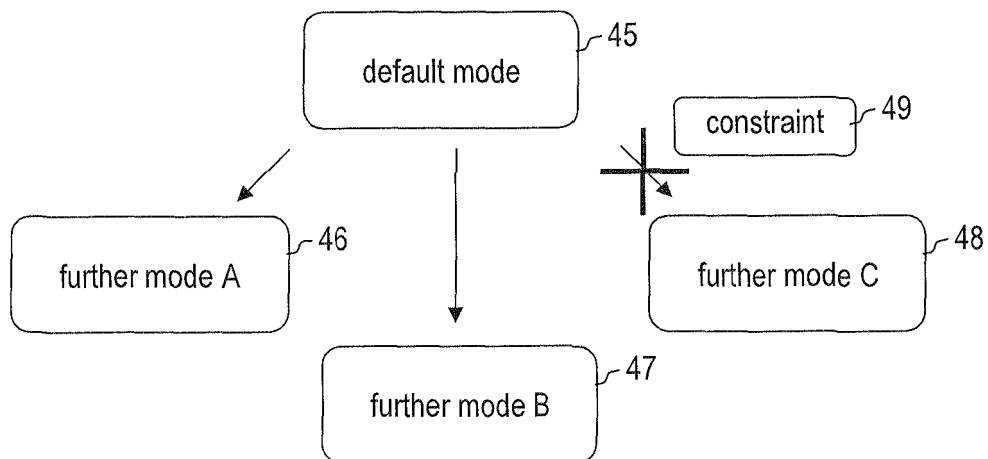 default mode
45
constraint
49
further mode A
46
further mode C
48
further mode B
47